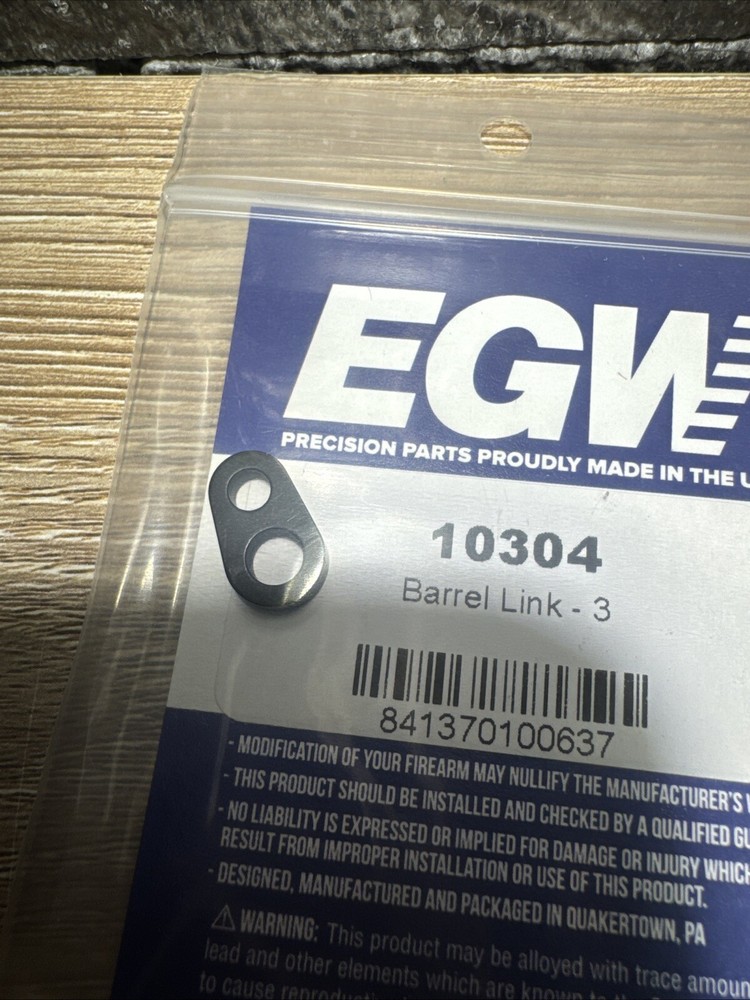 EGW
PRECISION PARTS PROUDLY MADE IN THE
10304
Barrel Link - 3
841370100637
- MODIFICATION OF YOUR FIREARM MAY NULLIFY THE MANUFACTURER'S
- THIS PRODUCT SHOULD BE INSTALLED AND CHECKED BY A QUALIFIED
- NO LIABILITY IS EXPRESSED OR IMPLIED FOR DAMAGE OR INJURY WHICH
RESULT FROM IMPROPER INSTALLATION OR USE OF THIS PRODUCT.
- DESIGNED, MANUFACTURED AND PACKAGED IN QUAKERTOWN, PA
⚠ WARNING: This product may be alloyed with trace
lead and other elements which are known
to cause